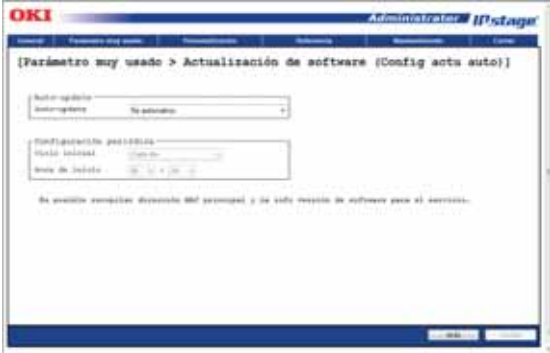 OKI
Administrator IPstage
General Parámetro muy usado Personalización Referencia Mantenimiento Cerrar
[Parámetro muy usado > Actualización de software (Config actu auto)]
Auto-update
Auto-update No automático
Configuración periódica
Ciclo inicial
Hora de inicio
Es posible recopilar dirección MAC principal y la info versión de software para el servicio.